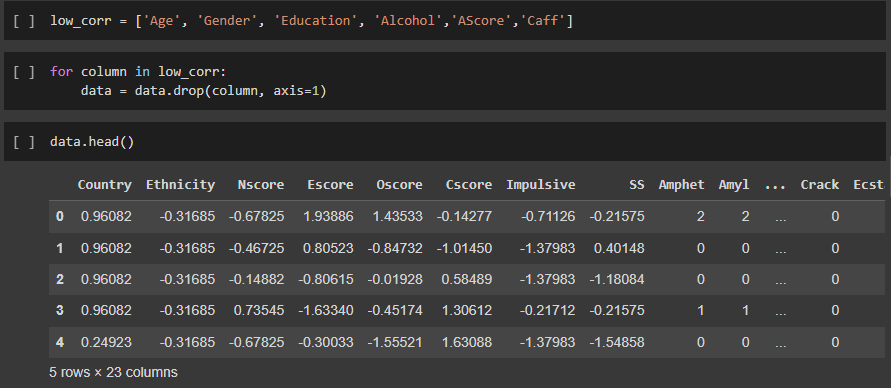 [ ] low_corr = ['Age', 'Gender', 'Education', 'Alcohol','AScore','Caff']
[ ] for column in low_corr:
data = data.drop(column, axis=1)
[ ] data.head()
Country Ethnicity Nscore Escore Oscore Cscore Impulsive SS Amphet Amyl ... Crack Ecst
0 0.96082 -0.31685 -0.67825 1.93886 1.43533 -0.14277 -0.71126 -0.21575 2 2 ... 0
1 0.96082 -0.31685 -0.46725 0.80523 -0.84732 -1.01450 -1.37983 0.40148 0 0 ... 0
2 0.96082 -0.31685 -0.14882 -0.80615 -0.01928 0.58489 -1.37983 -1.18084 0 0 ... 0
3 0.96082 -0.31685 0.73545 -1.63340 -0.45174 1.30612 -0.21712 -0.21575 1 1 ... 0
4 0.24923 -0.31685 -0.67825 -0.30033 -1.55521 1.63088 -1.37983 -1.54858 0 0 ... 0
5 rows × 23 columns